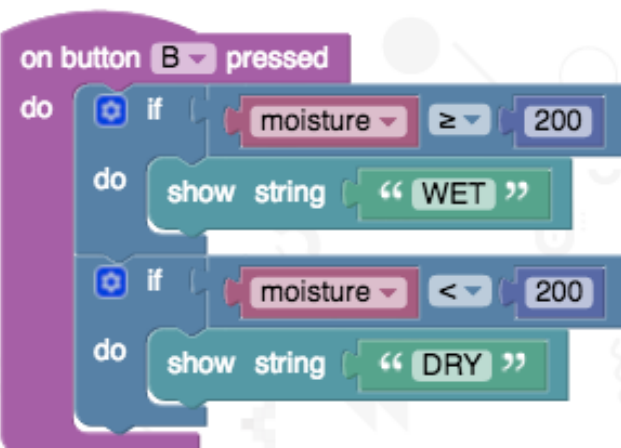 on button B pressed
do if moisture ≥ 200
do show string “ WET ”
if moisture < 200
do show string “ DRY ”